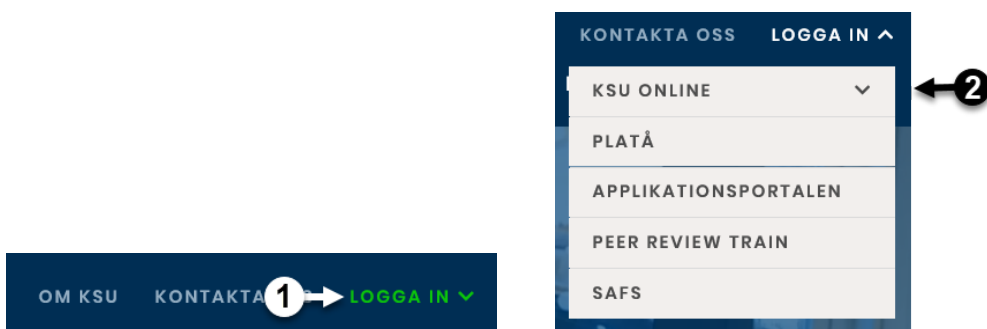 OM KSU
KONTAKTA
1
LOGGA IN
KONTAKTA OSS
LOGGA IN
KSU ONLINE
2
PLATÅ
APPLIKATIONSPORTALEN
PEER REVIEW TRAIN
SAFS